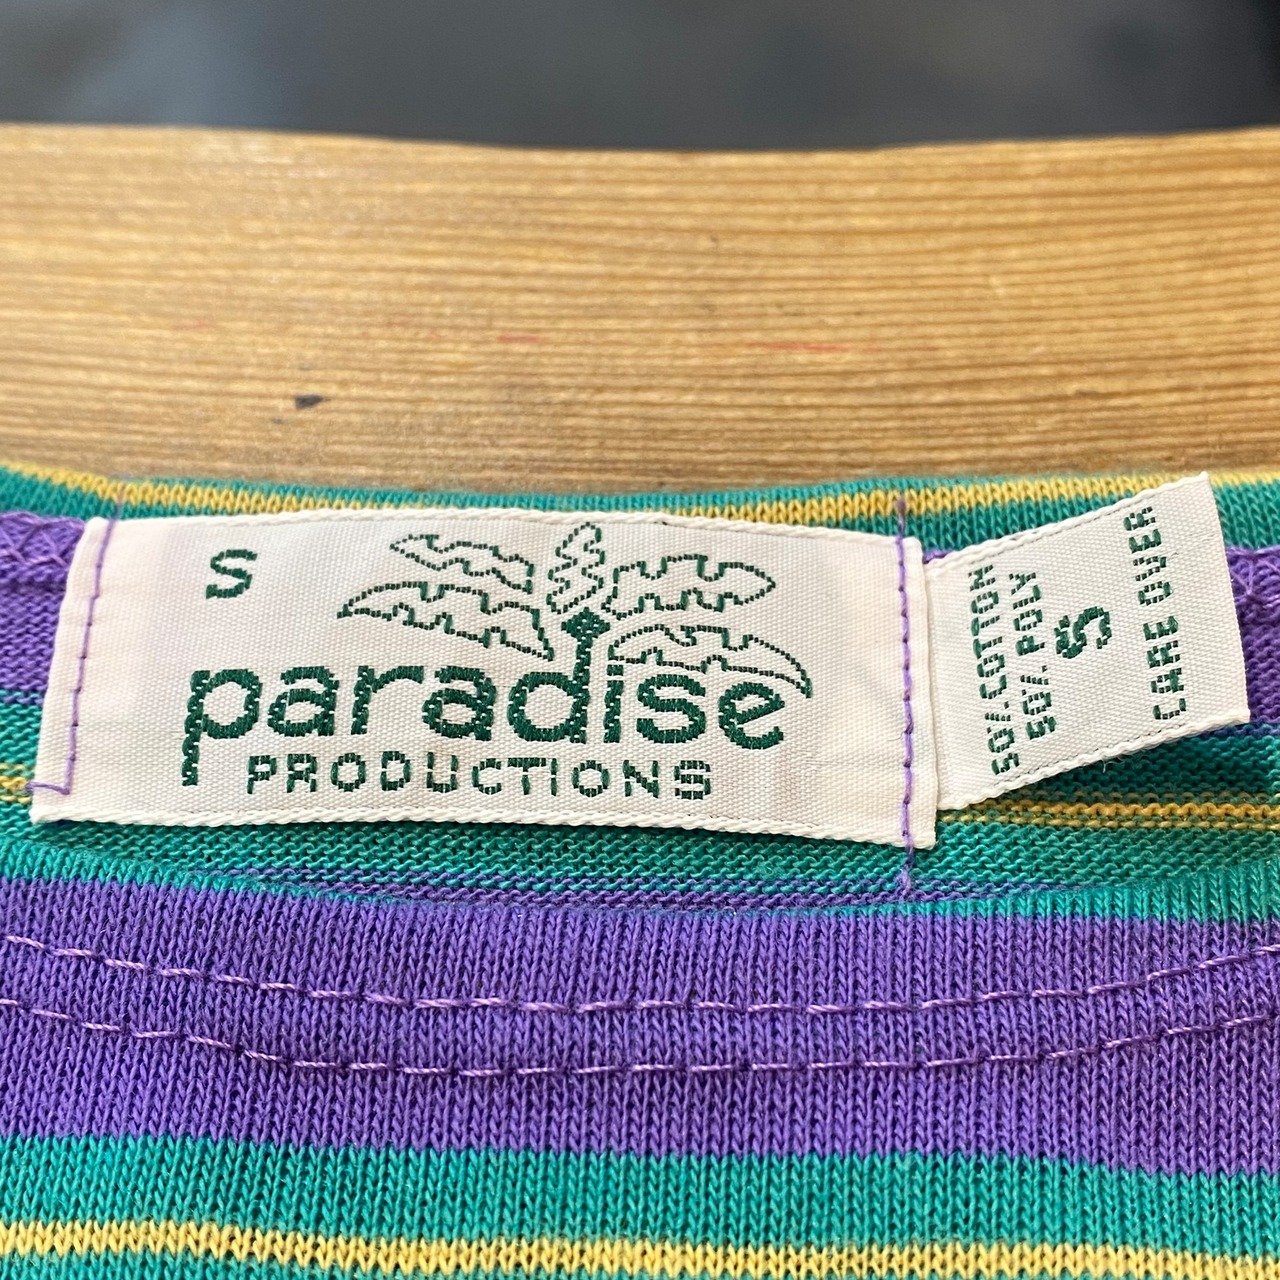 S
paradise
PRODUCTIONS
50% COTTON
50% POLY
S
CARE OVER